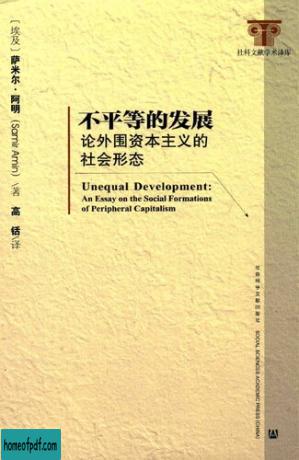 社科文献学术译库
[埃及] 萨米尔·阿明 (Samir Amin) /著
高 铦 /译
不平等的发展
论外围资本主义的
社会形态
Unequal Development:
An Essay on the Social Formations
of Peripheral Capitalism
社会科学文献出版社
SOCIAL SCIENCES ACADEMIC PRESS (CHINA)
homeofpdf.com
homeofpdf.com